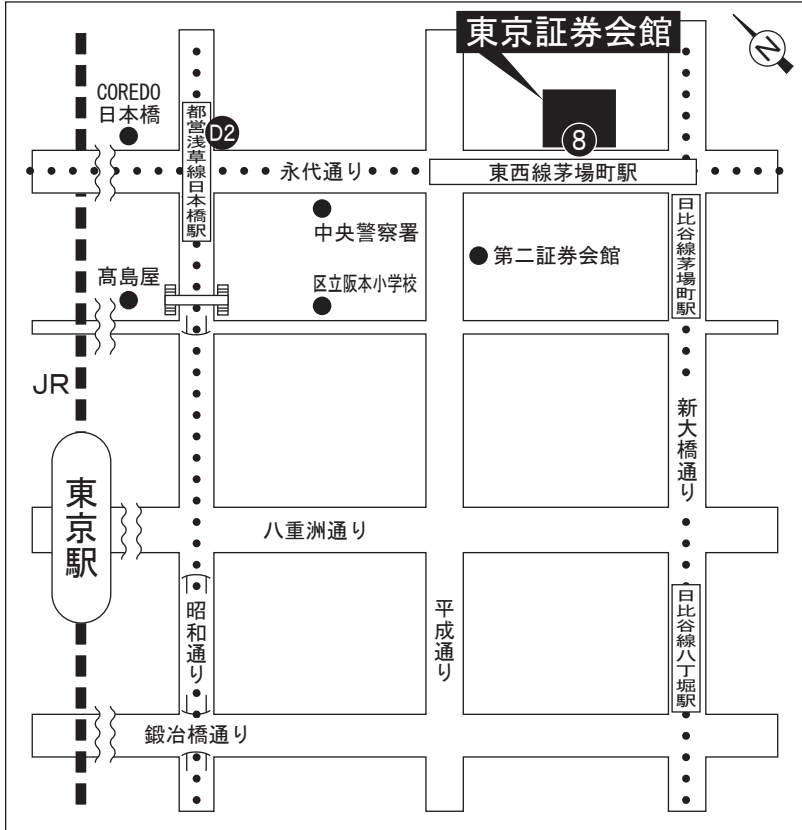 東京証券会館
N
COREDO
日本橋
都営浅草線日本橋駅
D2
8
永代通り
東西線茅場町駅
中央警察署
日比谷線茅場町駅
第二証券会館
髙島屋
区立阪本小学校
JR
新大橋通り
東京駅
八重洲通り
昭和通り
平成通り
日比谷線八丁堀駅
鍛冶橋通り